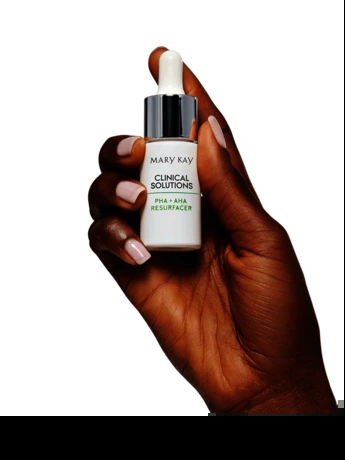 MARY KAY
CLINICAL
SOLUTIONS
PHA + AHA
RESURFACER